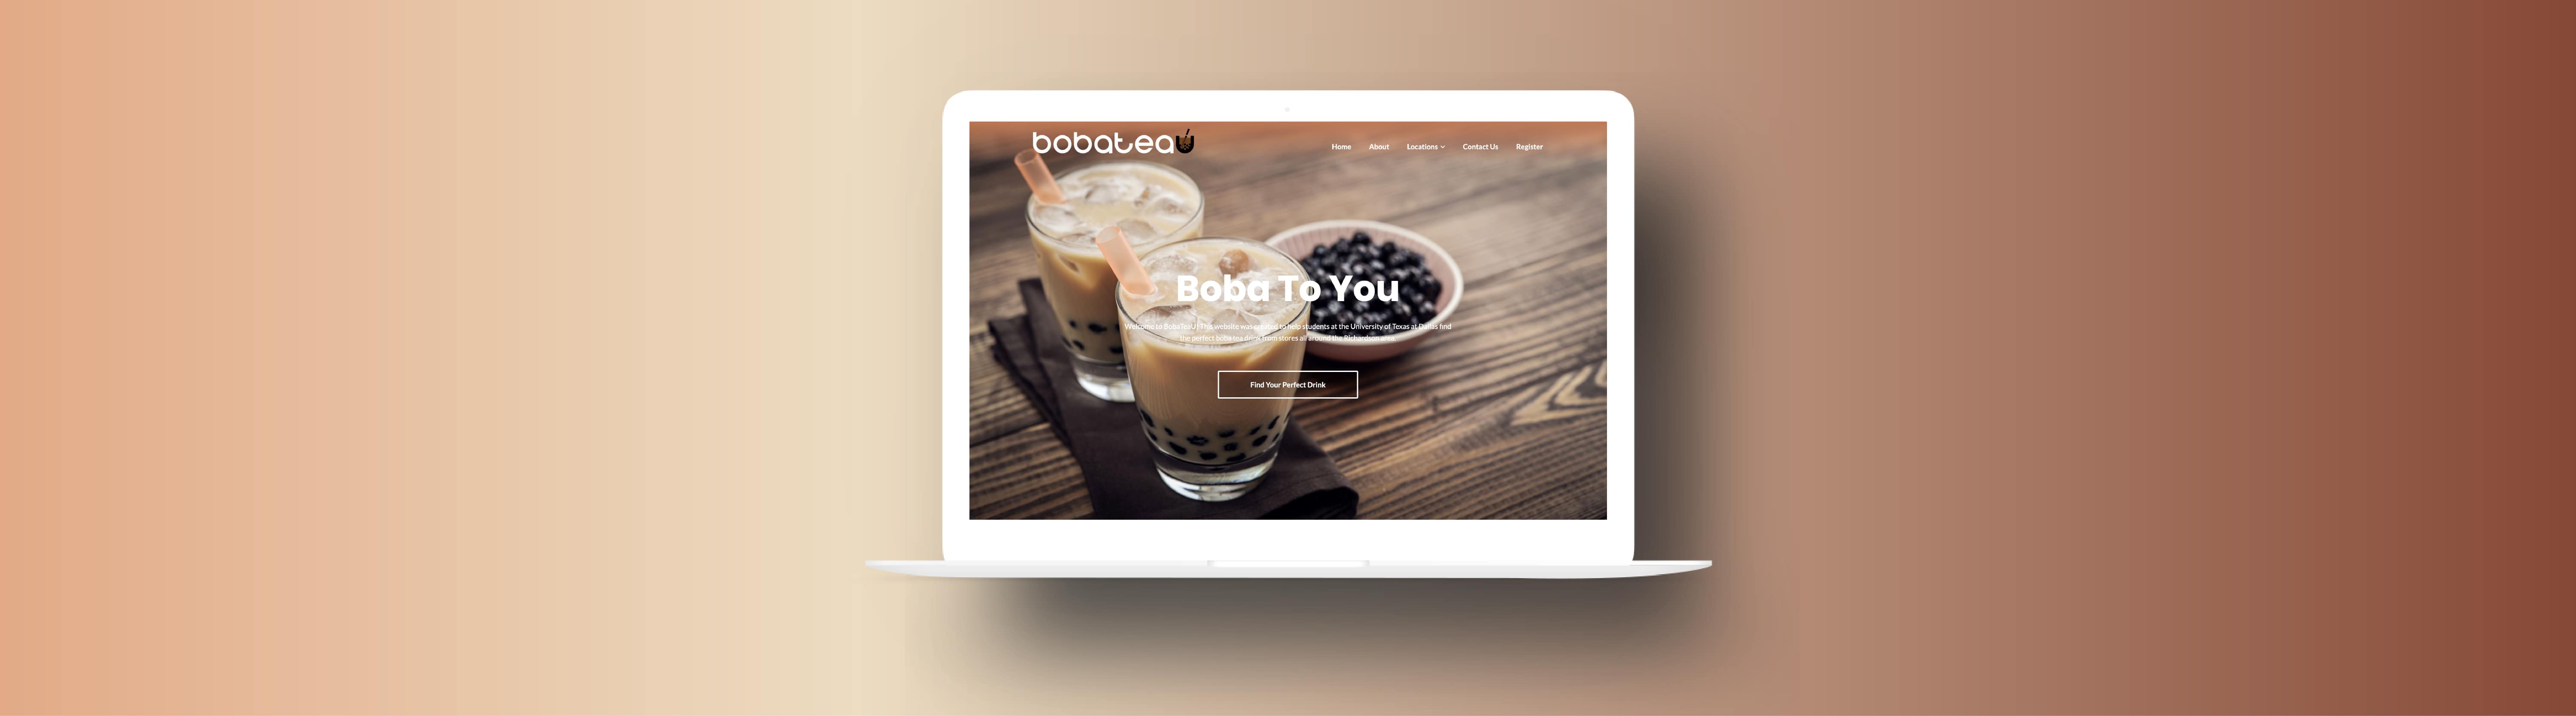 bobateaU
Home About Locations Contact Us Register
Boba To You
Welcome to BobaTeaU! This website was created to help students at the University of Texas at Dallas find
the perfect boba tea drink from stores all around the Richardson area.
Find Your Perfect Drink